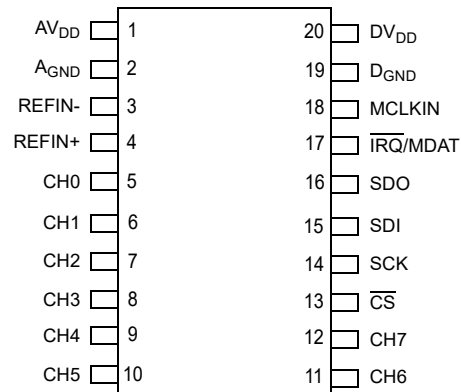 AVDD 1 20 DVDD
AGND 2 19 DGND
REFIN- 3 18 MCLKIN
REFIN+ 4 17 I̅R̅Q̅/MDAT
CH0 5 16 SDO
CH1 6 15 SDI
CH2 7 14 SCK
CH3 8 13 C̅S̅
CH4 9 12 CH7
CH5 10 11 CH6